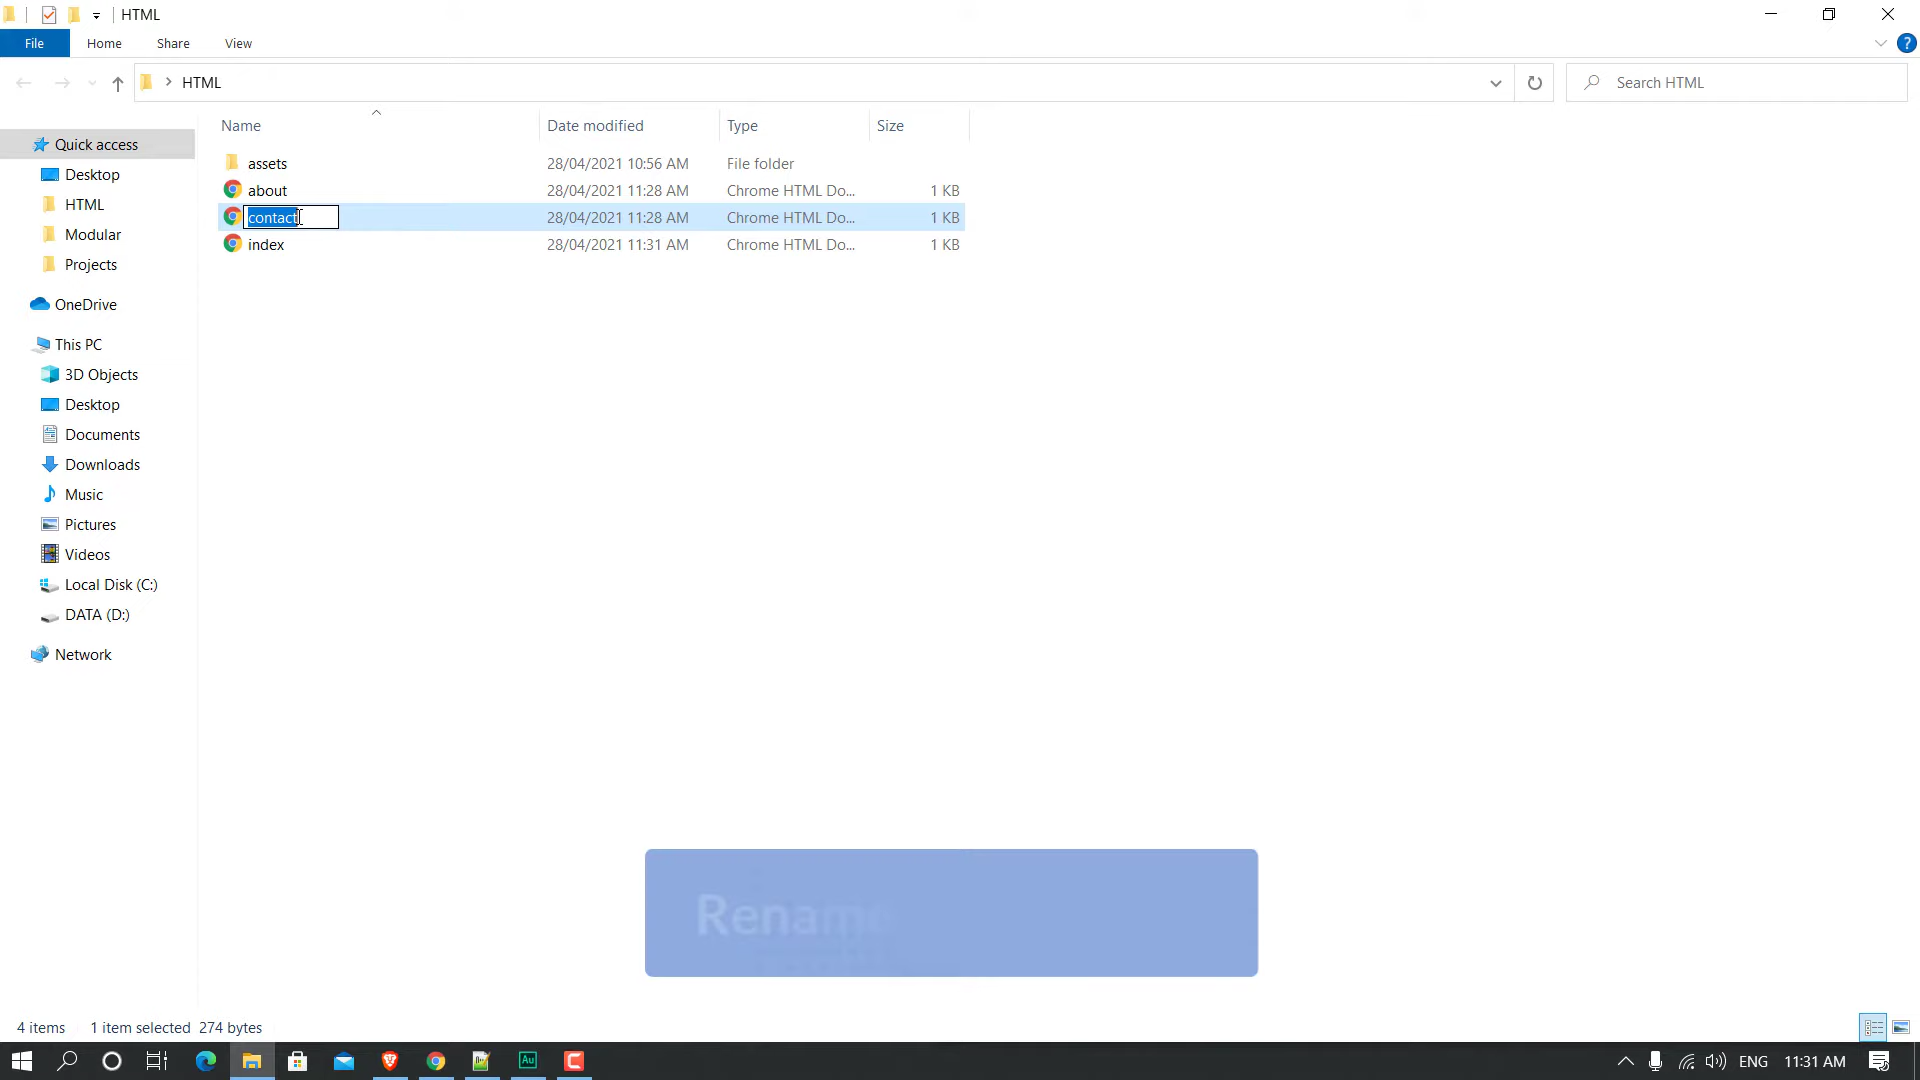 HTML
File
Home
Share
View
HTML
Search HTML
Name
Date modified
Type
Size
Quick access
Desktop
HTML
Modular
Projects
OneDrive
This PC
3D Objects
Desktop
Documents
Downloads
Music
Pictures
Videos
Local Disk (C:)
DATA (D:)
Network
assets 28/04/2021 10:56 AM File folder
about 28/04/2021 11:28 AM Chrome HTML Do... 1 KB
contact 28/04/2021 11:28 AM Chrome HTML Do... 1 KB
index 28/04/2021 11:31 AM Chrome HTML Do... 1 KB
Rename
4 items 1 item selected 274 bytes
Au
ENG
11:31 AM